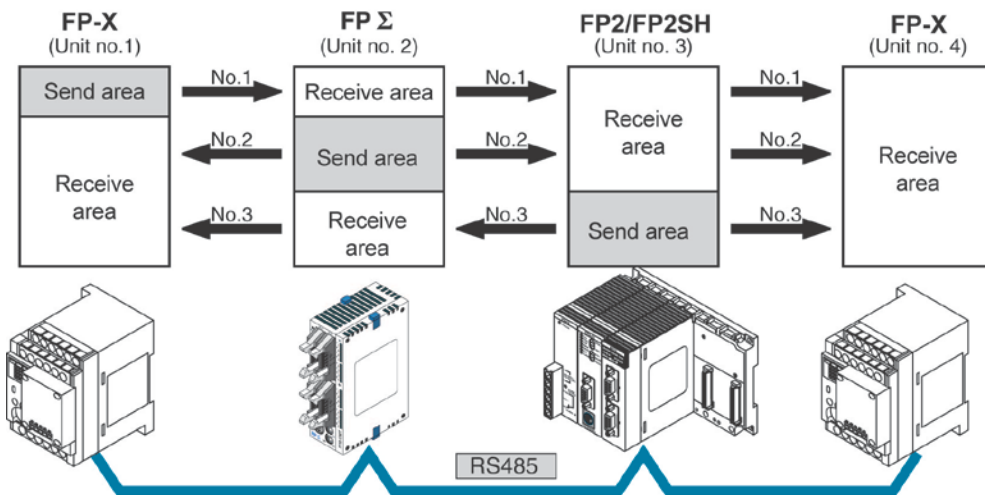 FP-X
(Unit no.1)
FP Σ
(Unit no. 2)
FP2/FP2SH
(Unit no. 3)
FP-X
(Unit no. 4)
Send area
No.1
Receive area
No.1
Receive
area
No.1
Receive
area
Receive
area
No.2
Send area
No.2
No.2
No.3
Receive
area
No.3
Send area
No.3
RS485